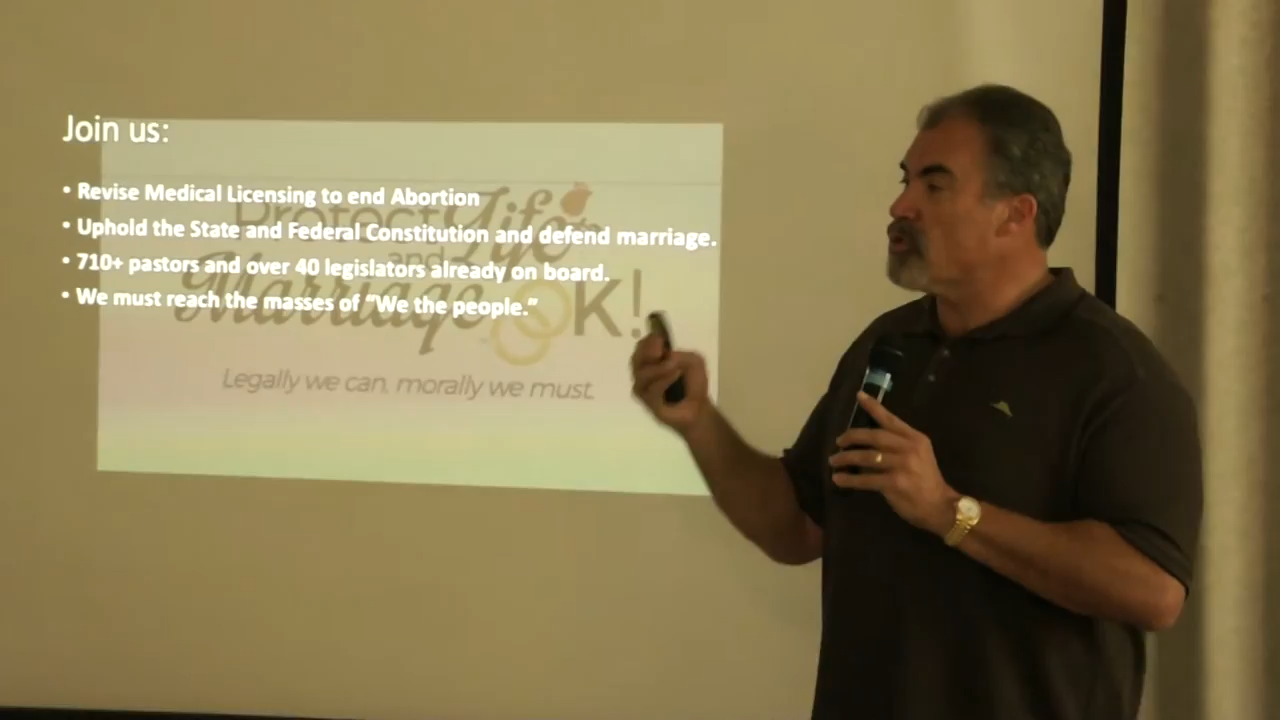 Join us:
• Revise Medical Licensing to end Abortion
• Uphold the State and Federal Constitution and defend marriage.
• 710+ pastors and over 40 legislators already on board.
• We must reach the masses of “We the people.”
Protect Life
and
Marriage OK!
Legally we can, morally we must.